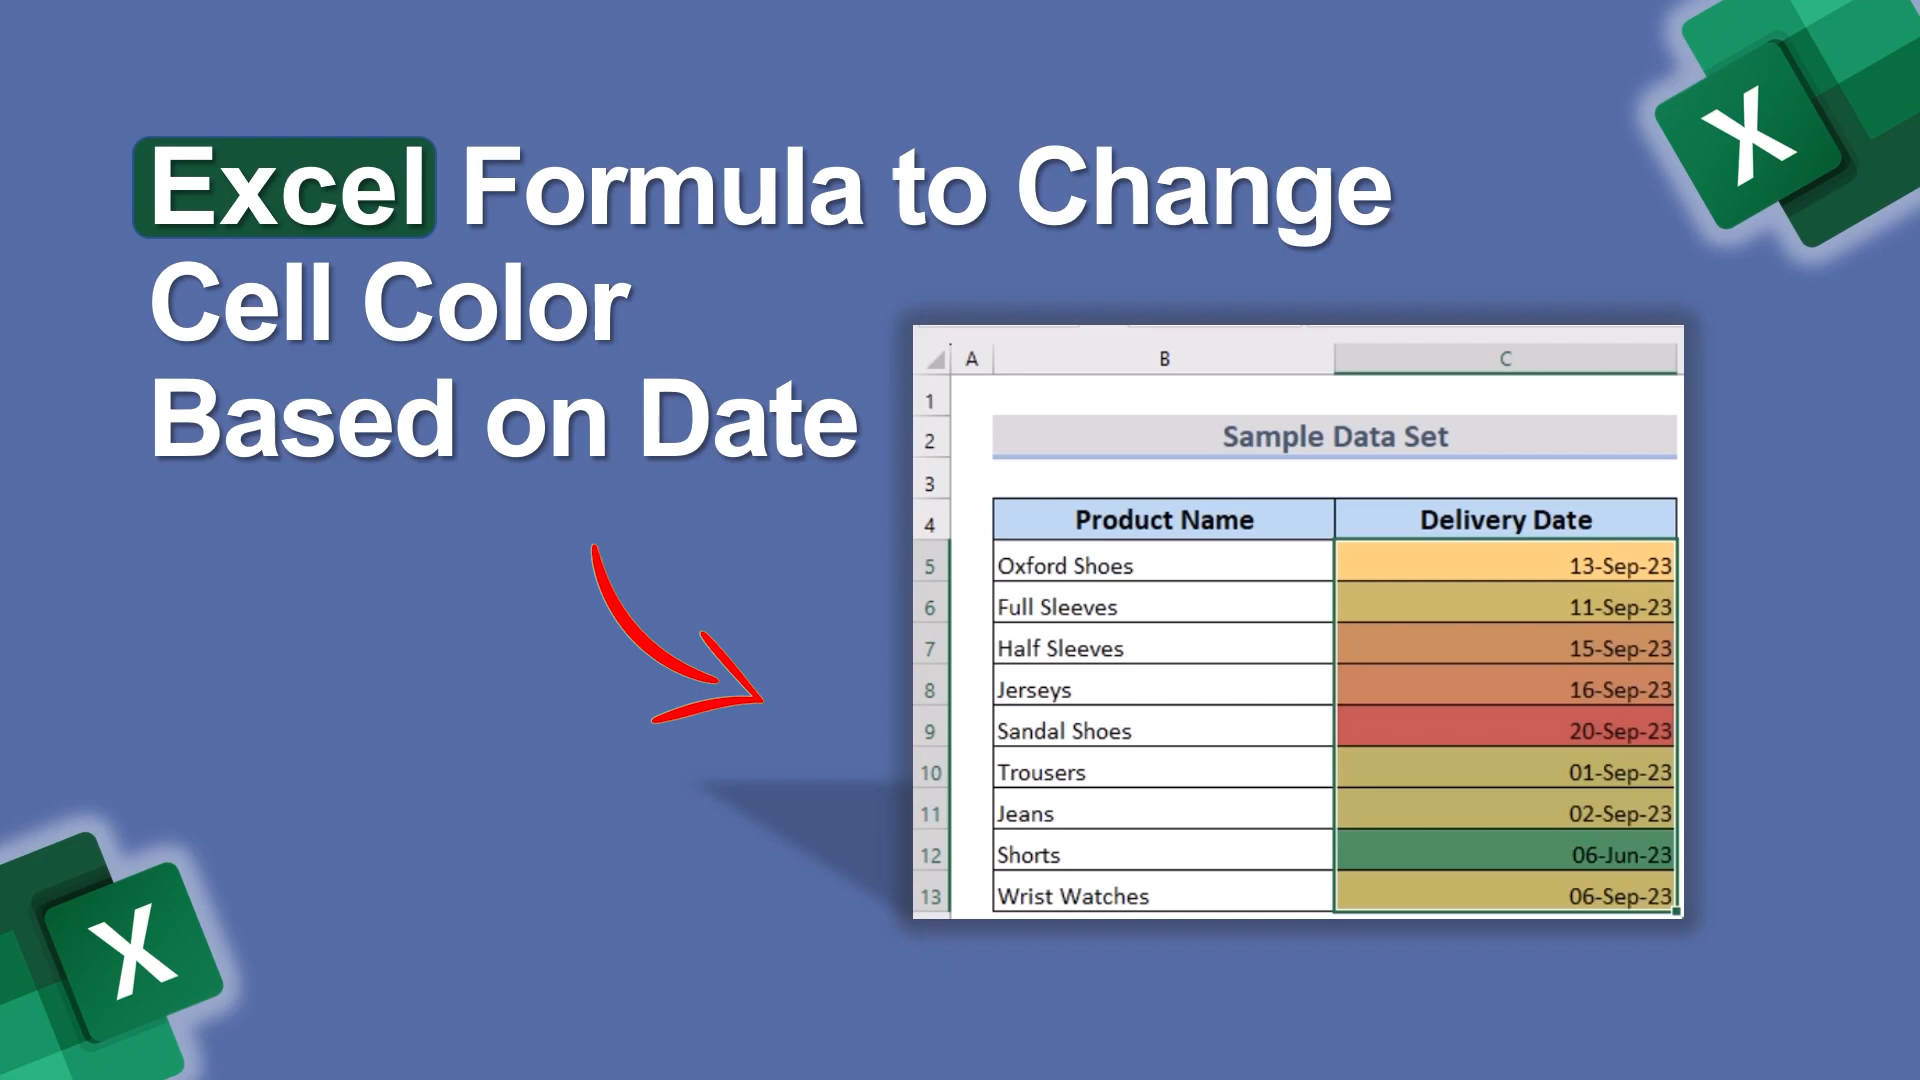 Excel Formula to Change
Cell Color
Based on Date
X
A B C
1
2 Sample Data Set
3
4 Product Name Delivery Date
5 Oxford Shoes 13-Sep-23
6 Full Sleeves 11-Sep-23
7 Half Sleeves 15-Sep-23
8 Jerseys 16-Sep-23
9 Sandal Shoes 20-Sep-23
10 Trousers 01-Sep-23
11 Jeans 02-Sep-23
12 Shorts 06-Jun-23
13 Wrist Watches 06-Sep-23
X